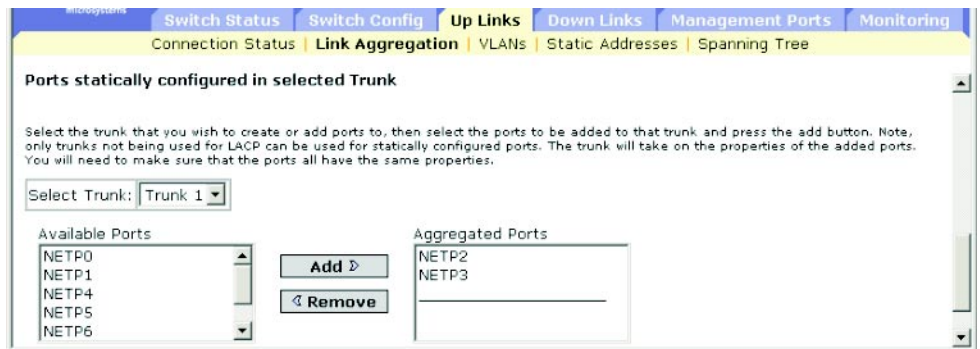 microsystems
Switch Status Switch Config Up Links Down Links Management Ports Monitoring
Connection Status | Link Aggregation | VLANs | Static Addresses | Spanning Tree
Ports statically configured in selected Trunk
Select the trunk that you wish to create or add ports to, then select the ports to be added to that trunk and press the add button. Note,
only trunks not being used for LACP can be used for statically configured ports. The trunk will take on the properties of the added ports.
You will need to make sure that the ports all have the same properties.
Select Trunk: Trunk 1
Available Ports
NETP0
NETP1
NETP4
NETP5
NETP6
Add
Remove
Aggregated Ports
NETP2
NETP3